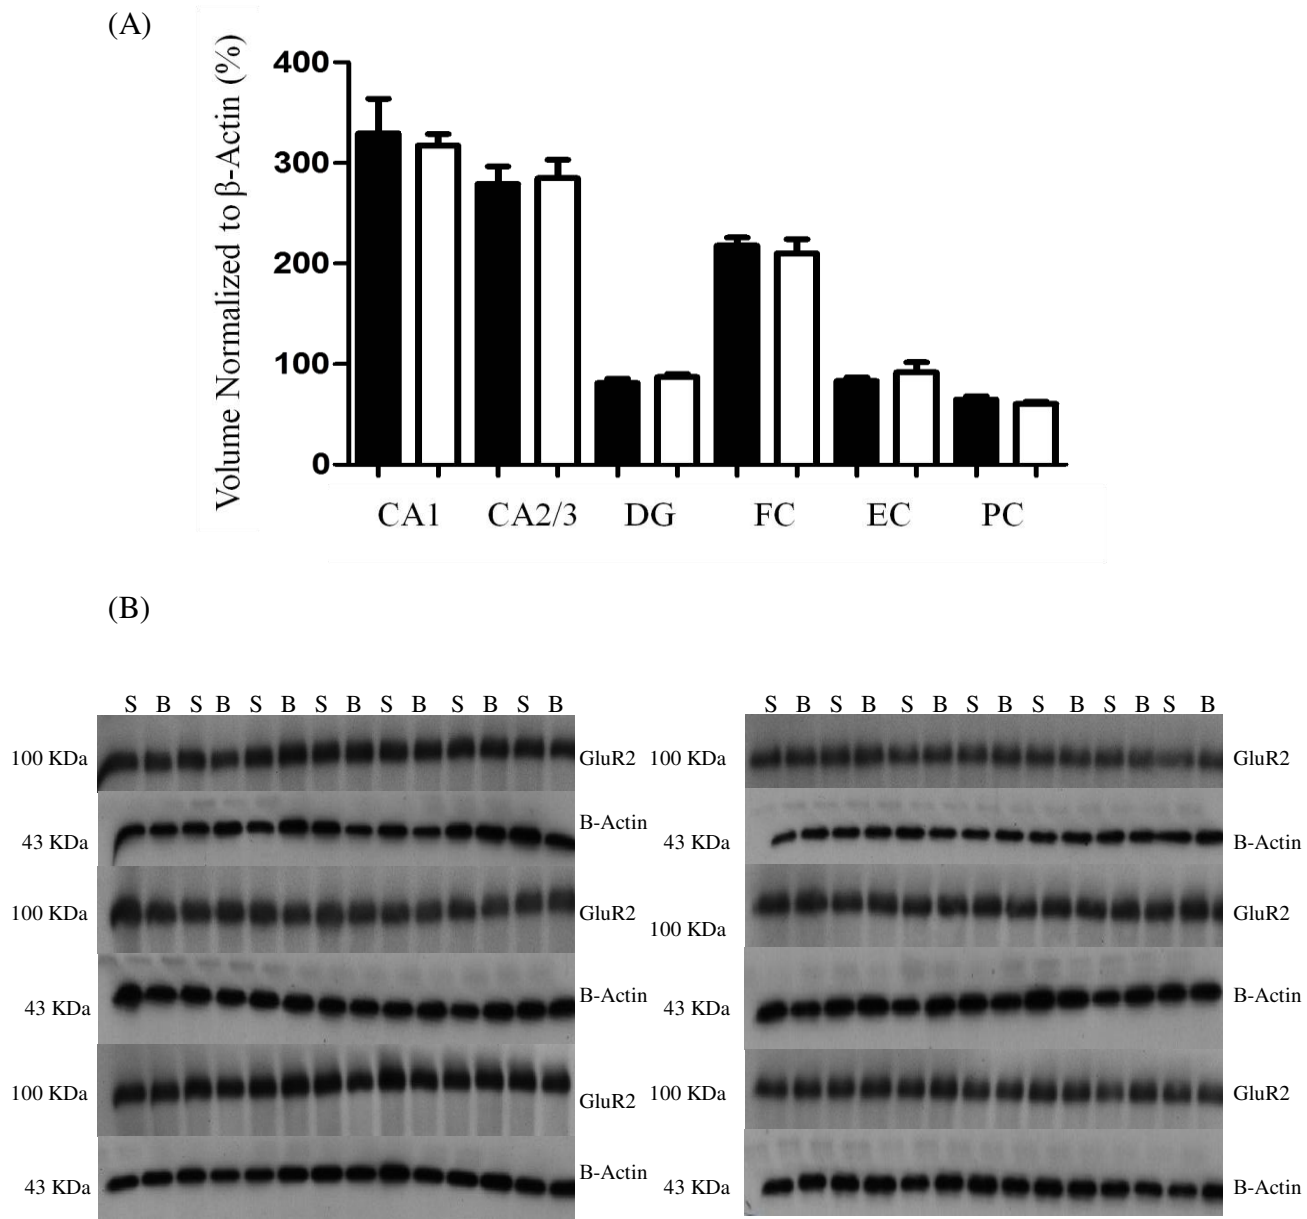 (A)
Volume Normalized to β-Actin (%)
400
300
200
100
0
CA1 CA2/3 DG FC EC PC
(B)
S B S B S B S B S B S B S B
S B S B S B S B S B S B S B
100 KDa GluR2 100 KDa GluR2
43 KDa B-Actin 43 KDa B-Actin
100 KDa GluR2 100 KDa GluR2
43 KDa B-Actin 43 KDa B-Actin
100 KDa GluR2 100 KDa GluR2
43 KDa B-Actin 43 KDa B-Actin